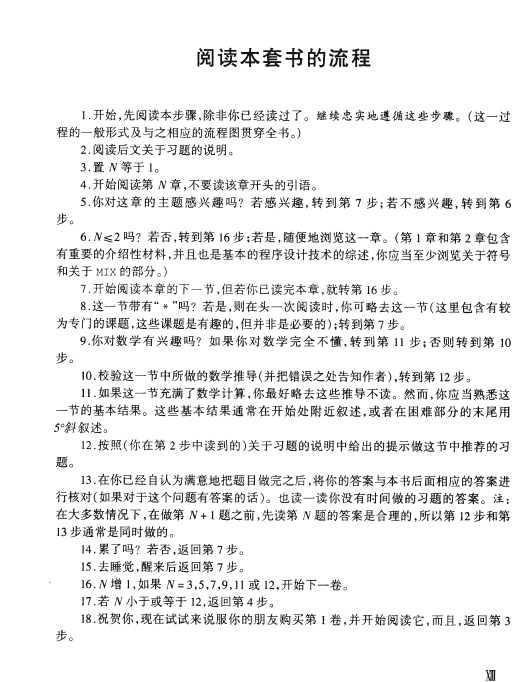 阅读本套书的流程
1.开始,先阅读本步骤,除非你已经读过了。继续忠实地遵循这些步骤。(这一过
程的一般形式及与之相应的流程图贯穿全书。)
2.阅读后文关于习题的说明。
3.置 N 等于 1。
4.开始阅读第 N 章,不要读该章开头的引语。
5.你对这章的主题感兴趣吗？若感兴趣,转到第 7 步;若不感兴趣,转到第 6
步。
6.N≤2吗？若否,转到第 16 步;若是,随便地浏览这一章。(第 1 章和第 2 章包含
有重要的介绍性材料,并且也是基本的程序设计技术的综述,你应当至少浏览关于符号
和关于 MIX 的部分。)
7.开始阅读本章的下一节,但若你已读完本章,就转第 16 步。
8.这一节带有“*”吗？若是,则在头一次阅读时,你可略去这一节(这里包含有较
为专门的课题,这些课题是有趣的,但并非是必要的);转到第 7 步。
9.你对数学有兴趣吗？如果你对数学完全不懂,转到第 11 步;否则转到第 10
步。
10.校验这一节中所做的数学推导(并把错误之处告知作者),转到第 12 步。
11.如果这一节充满了数学计算,你最好略去这些推导不读。然而,你应当熟悉这
一节的基本结果。这些基本结果通常在开始处附近叙述,或者在困难部分的末尾用
5°斜叙述。
12.按照(你在第 2 步中读到的)关于习题的说明中给出的提示做这节中推荐的习
题。
13.在你已经自认为满意地把题目做完之后,将你的答案与本书后面相应的答案进
行核对(如果对于这个问题有答案的话)。也读一读你没有时间做的习题的答案。注:
在大多数情况下,在做第 N+1 题之前,先读第 N 题的答案是合理的,所以第 12 步和第
13 步通常是同时做的。
14.累了吗？若否,返回第 7 步。
15.去睡觉,醒来后返回第 7 步。
16.N 增 1,如果 N=3,5,7,9,11 或 12,开始下一卷。
17.若 N 小于或等于 12,返回第 4 步。
18.祝贺你,现在试试来说服你的朋友购买第 1 卷,并开始阅读它,而且,返回第 3
步。
XIII